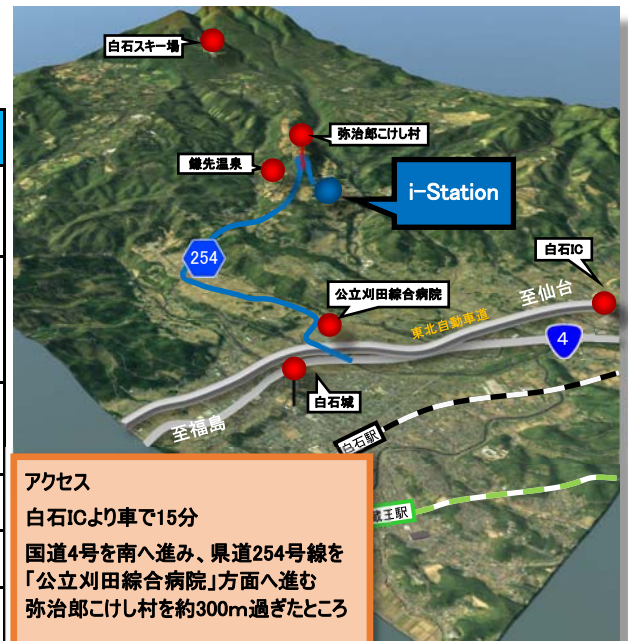 白石スキー場
弥治郎こけし村
鎌先温泉
i-Station
254
白石IC
至仙台
公立刈田綜合病院
東北自動車道
4
白石城
至福島
白石駅
蔵王駅
アクセス
白石ICより車で15分
国道4号を南へ進み、県道254号線を
「公立刈田綜合病院」方面へ進む
弥治郎こけし村を約300m過ぎたところ